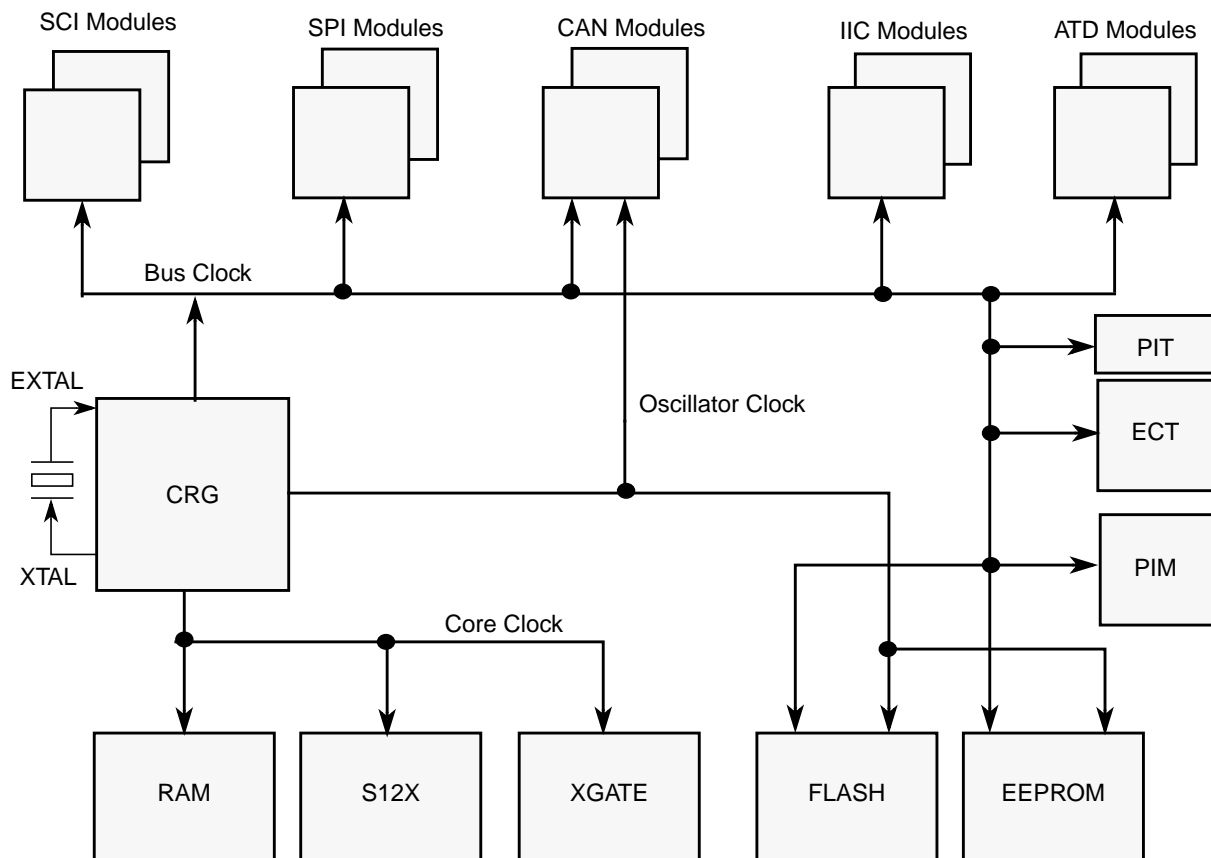 SCI Modules
SPI Modules
CAN Modules
IIC Modules
ATD Modules
Bus Clock
PIT
EXTAL
Oscillator Clock
ECT
CRG
PIM
XTAL
Core Clock
RAM
S12X
XGATE
FLASH
EEPROM